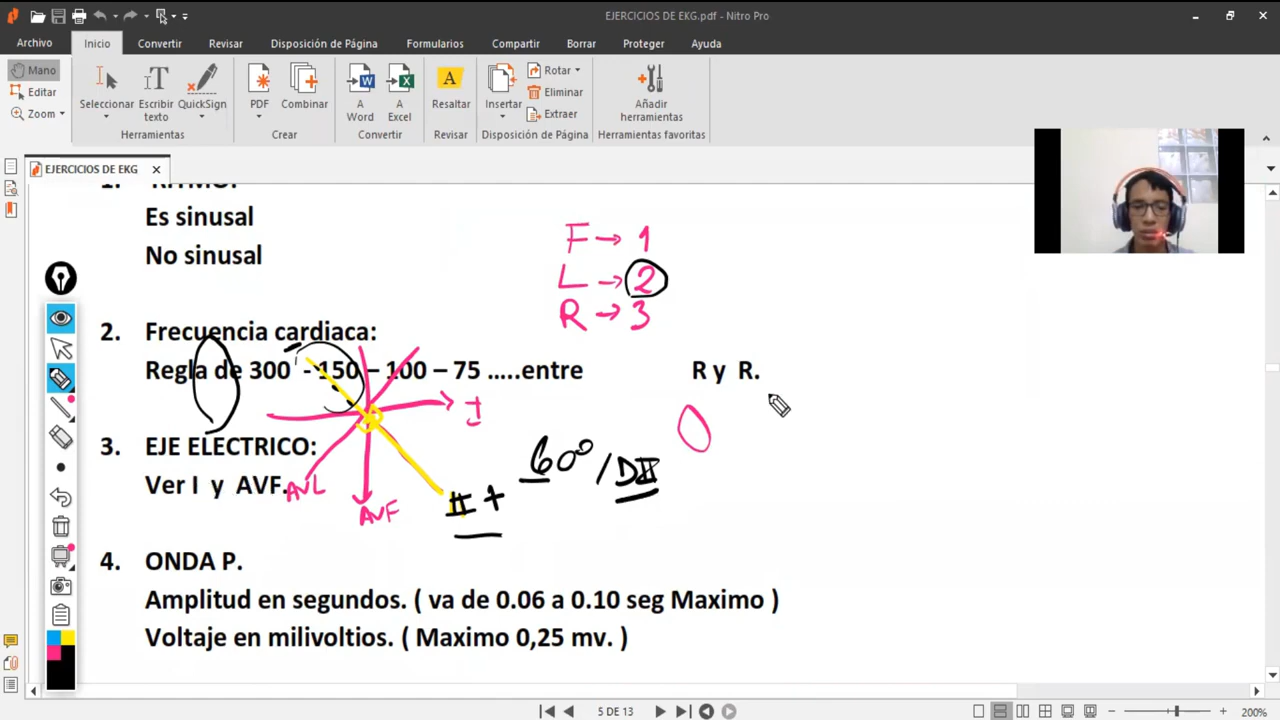 EJERCICIOS DE EKG.pdf - Nitro Pro
Archivo Inicio Convertir Revisar Disposición de Página Formularios Compartir Borrar Proteger Ayuda
Mano
Editar
Zoom
Seleccionar
Escribir texto
QuickSign
Herramientas
PDF
Combinar
Crear
A Word
A Excel
Convertir
Resaltar
Revisar
Insertar
Rotar
Eliminar
Extraer
Disposición de Página
Añadir herramientas
Herramientas favoritas
EJERCICIOS DE EKG
1. RITMO:
Es sinusal
No sinusal
F → 1
L → 2
R → 3
2. Frecuencia cardiaca:
Regla de 300 - 150 – 100 – 75 .....entre R y R.
I
3. EJE ELECTRICO:
Ver I y AVF.
AVL
AVF
II +
60° / DII
4. ONDA P.
Amplitud en segundos. ( va de 0.06 a 0.10 seg Maximo )
Voltaje en milivoltios. ( Maximo 0,25 mv. )
5 DE 13
200%